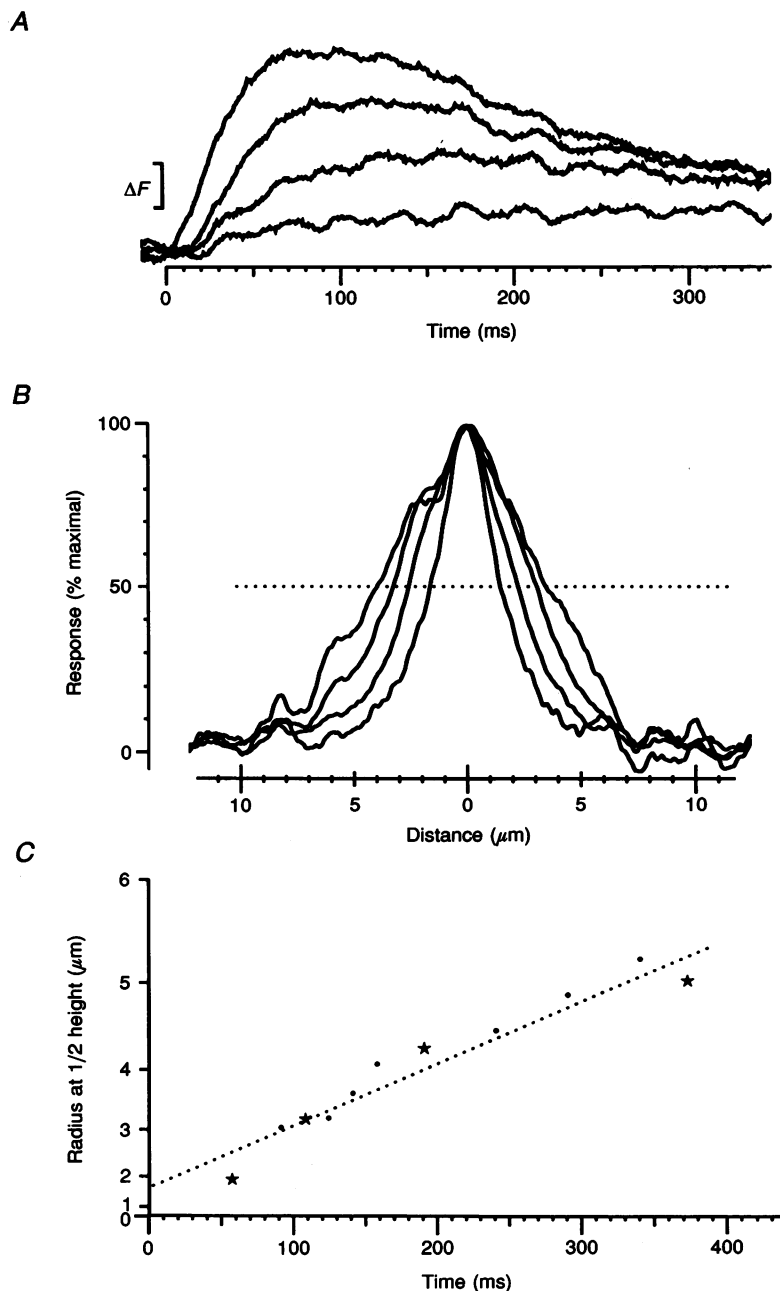 A
ΔF
0 100 200 300
Time (ms)
B
100
50
0
Response (% maximal)
10 5 0 5 10
Distance (μm)
C
6
5
4
3
2
1
0
Radius at 1/2 height (μm)
0 100 200 300 400
Time (ms)